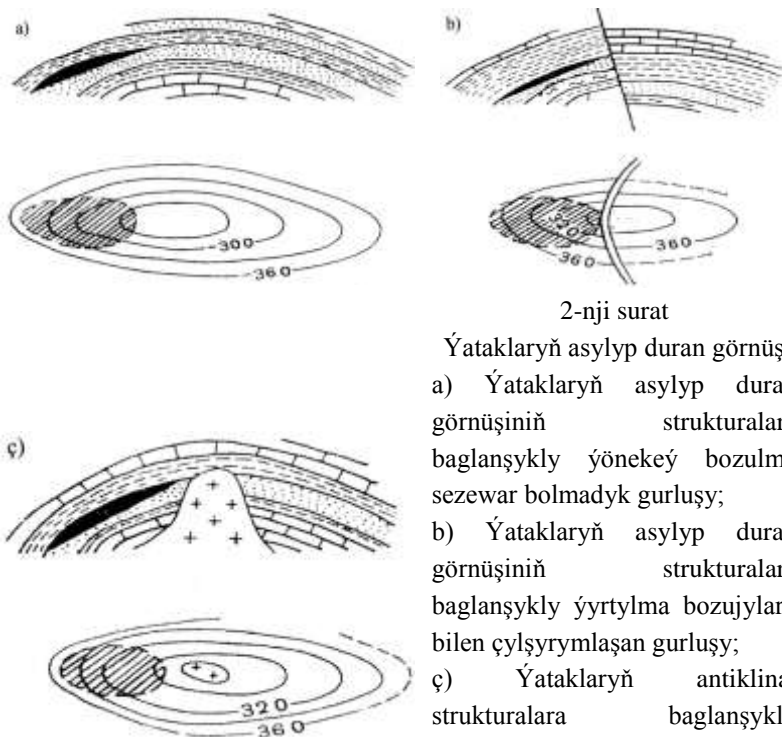 a)
b)
-300
-360
320
360
360
2-nji surat
Ýataklaryň asylyp duran görnüş
a) Ýataklaryň asylyp dura
görnüşiniň strukturalar
baglanşykly ýönekeý bozulm
sezewar bolmadyk gurluşy;
b) Ýataklaryň asylyp dura
görnüşiniň strukturalar
baglanşykly ýyrtylma bozujylar
bilen çylşyrymlaşan gurluşy;
ç) Ýataklaryň antiklina
strukturalara baglanşykl
ç)
320
360